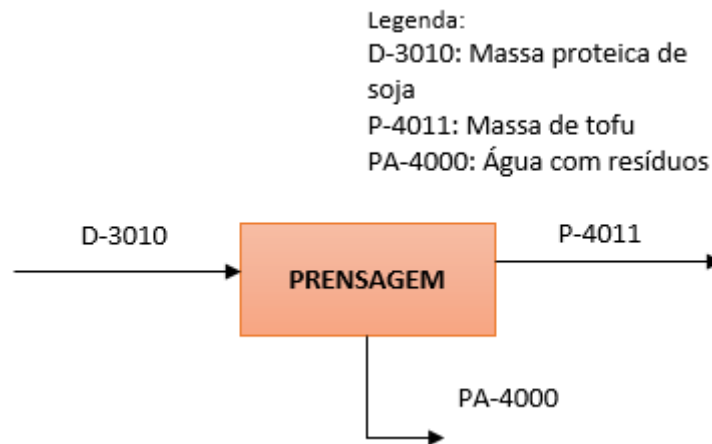 Legenda:
D-3010: Massa proteica de
soja
P-4011: Massa de tofu
PA-4000: Água com resíduos
D-3010
P-4011
PRENSAGEM
PA-4000